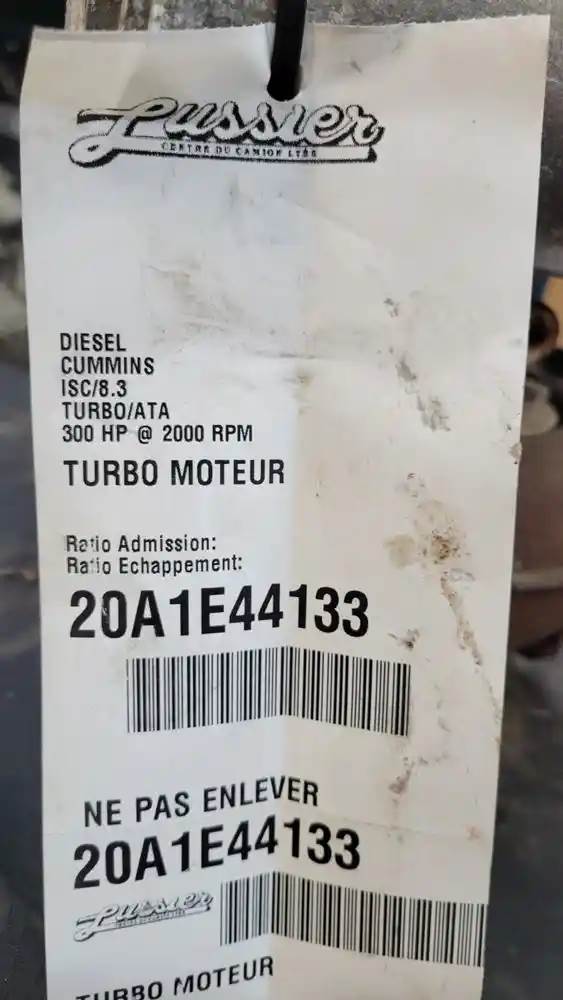 Lussier
CENTRE DU CAMION LTÉE
DIESEL
CUMMINS
ISC/8.3
TURBO/ATA
300 HP @ 2000 RPM
TURBO MOTEUR
Ratio Admission:
Ratio Echappement:
20A1E44133
NE PAS ENLEVER
20A1E44133
Lussier
TURBO MOTEUR